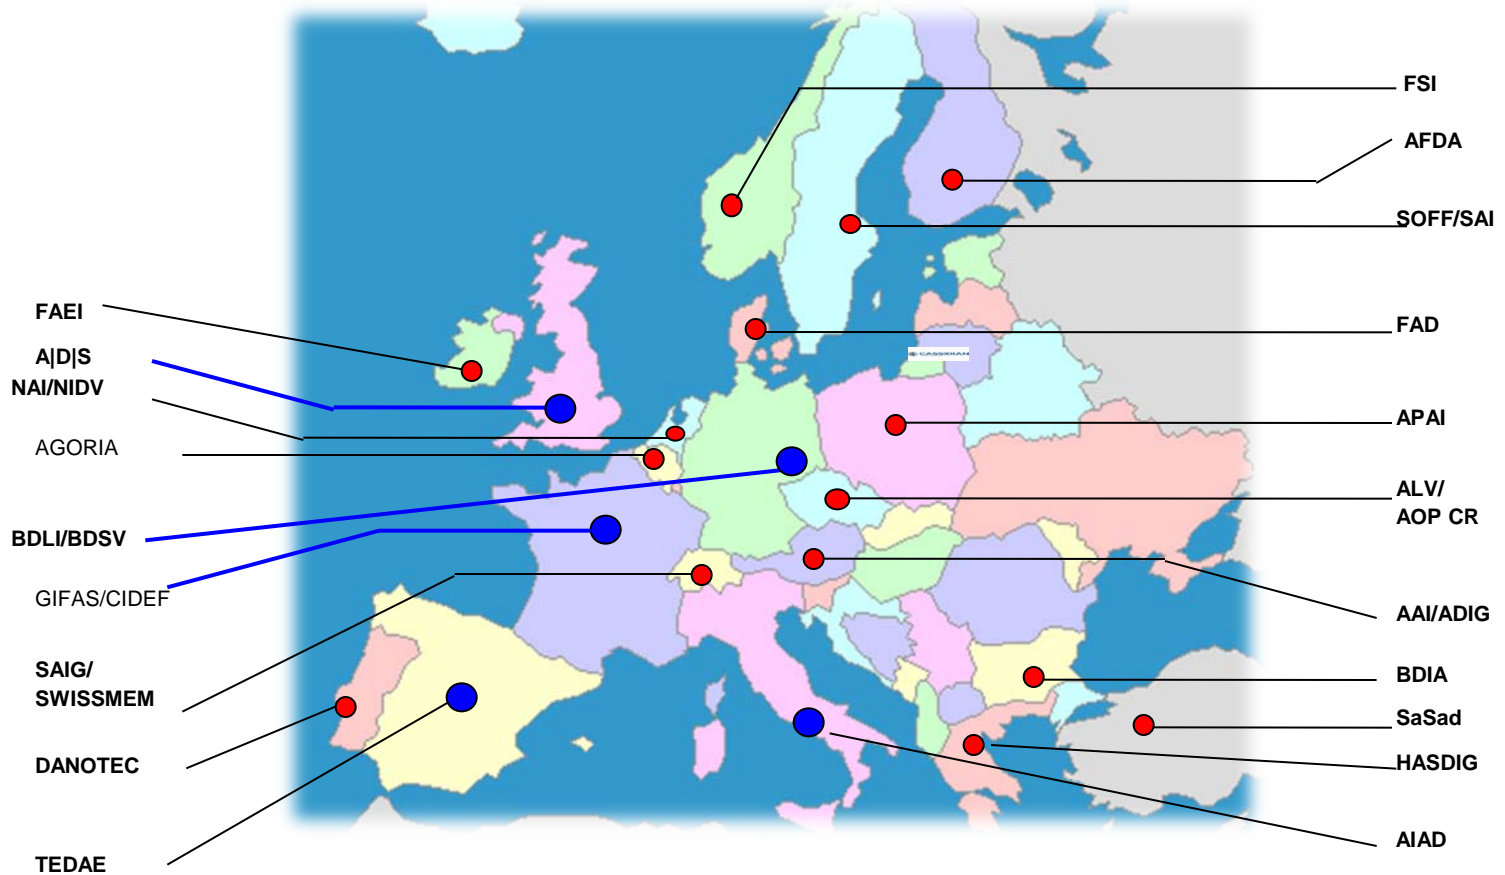 FSI
AFDA
SOFF/SAI
FAEI
FAD
A|D|S
CASSIDIAN
NAI/NIDV
APAI
AGORIA
ALV/
AOP CR
BDLI/BDSV
GIFAS/CIDEF
AAI/ADIG
SAIG/
SWISSMEM
BDIA
SaSad
DANOTEC
HASDIG
AIAD
TEDAE